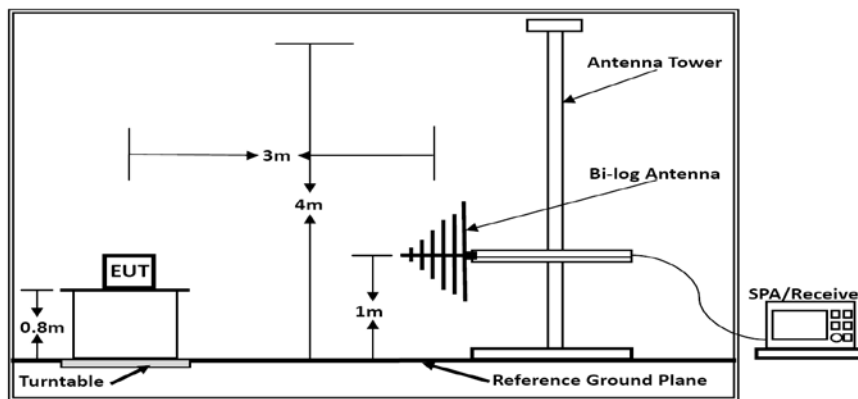 Antenna Tower
3m
Bi-log Antenna
4m
EUT
SPA/Receive
0.8m
1m
Turntable
Reference Ground Plane